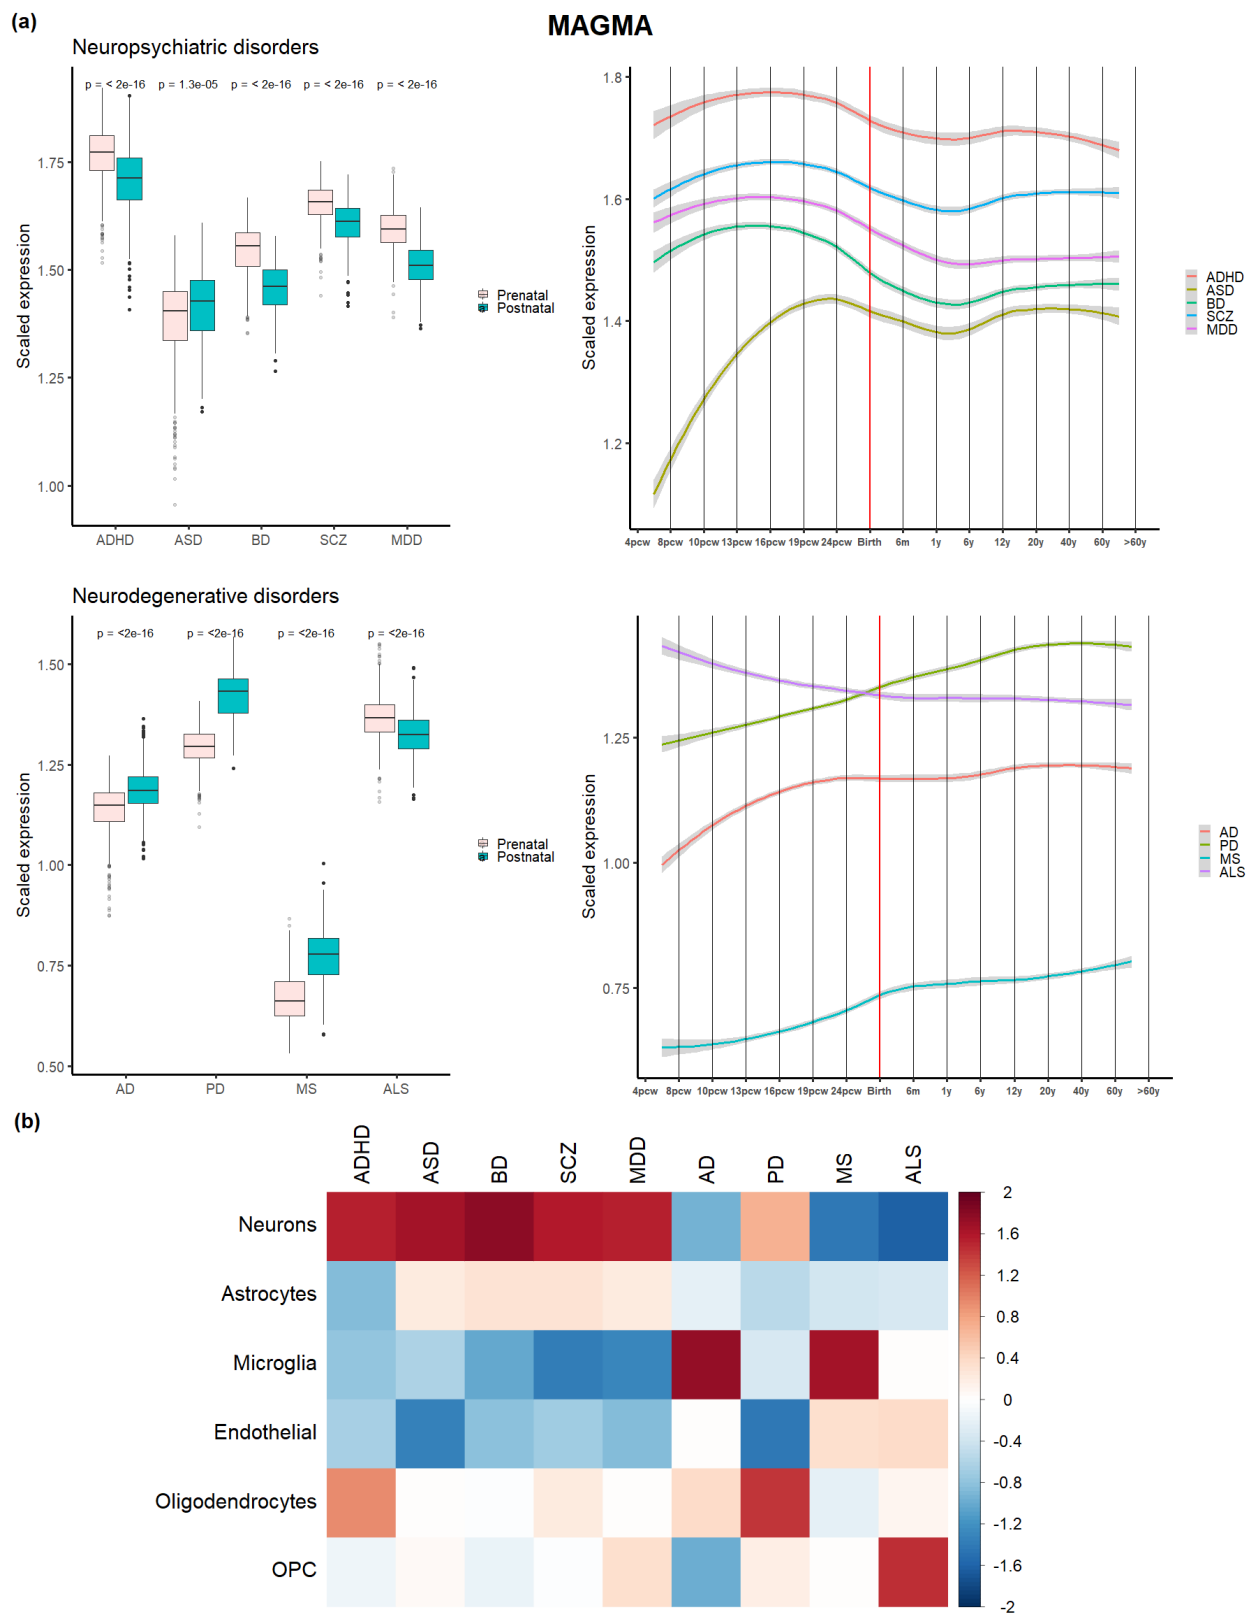 (a)
MAGMA
Neuropsychiatric disorders
p = < 2e-16 p = 1.3e-05 p = < 2e-16 p = < 2e-16 p = < 2e-16
Scaled expression
1.75
1.50
1.25
1.00
ADHD ASD BD SCZ MDD
Prenatal
Postnatal
Scaled expression
1.8
1.6
1.4
1.2
4pcw 8pcw 10pcw 13pcw 16pcw 19pcw 24pcw Birth 6m 1y 6y 12y 20y 40y 60y >60y
ADHD
ASD
BD
SCZ
MDD
Neurodegenerative disorders
p = <2e-16 p = <2e-16 p = <2e-16 p = <2e-16
Scaled expression
1.50
1.25
1.00
0.75
0.50
AD PD MS ALS
Prenatal
Postnatal
Scaled expression
1.25
1.00
0.75
4pcw 8pcw 10pcw 13pcw 16pcw 19pcw 24pcw Birth 6m 1y 6y 12y 20y 40y 60y >60y
AD
PD
MS
ALS
(b)
ADHD ASD BD SCZ MDD AD PD MS ALS
Neurons
Astrocytes
Microglia
Endothelial
Oligodendrocytes
OPC
2
1.6
1.2
0.8
0.4
0
-0.4
-0.8
-1.2
-1.6
-2